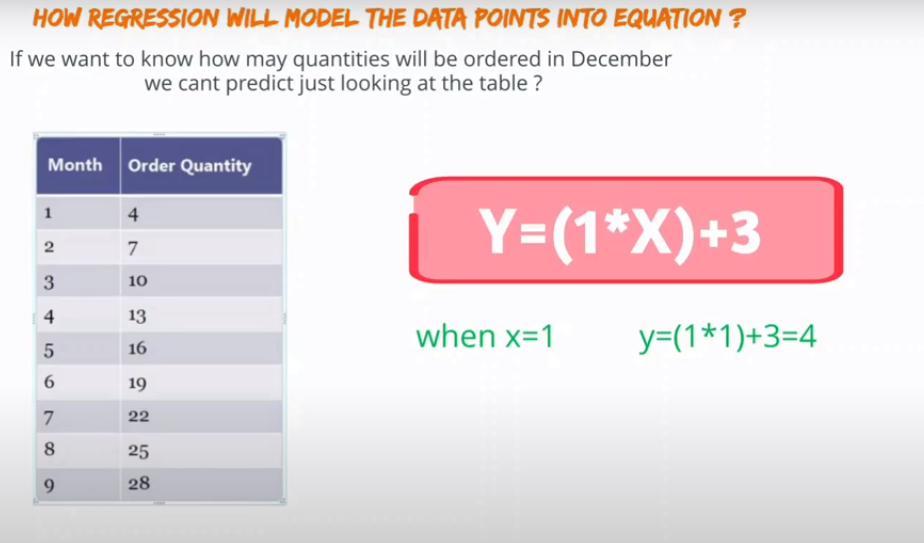 HOW REGRESSION WILL MODEL THE DATA POINTS INTO EQUATION ?
If we want to know how may quantities will be ordered in December
we cant predict just looking at the table ?
Month Order Quantity
1 4
2 7
3 10
4 13
5 16
6 19
7 22
8 25
9 28
Y=(1*X)+3
when x=1 y=(1*1)+3=4